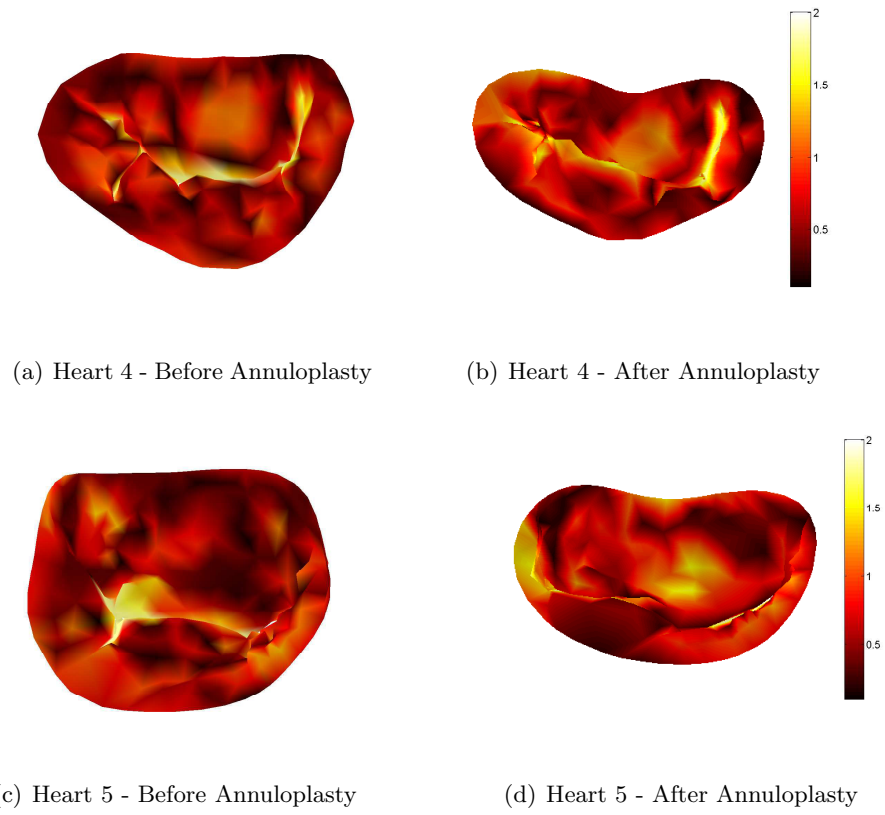 2
1.5
1
0.5
(a) Heart 4 - Before Annuloplasty
(b) Heart 4 - After Annuloplasty
2
1.5
1
0.5
c) Heart 5 - Before Annuloplasty
(d) Heart 5 - After Annuloplasty